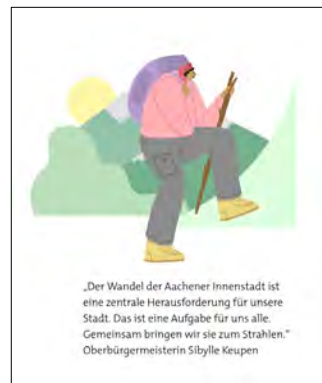 „Der Wandel der Aachener Innenstadt ist
eine zentrale Herausforderung für unsere
Stadt. Das ist eine Aufgabe für uns alle.
Gemeinsam bringen wir sie zum Strahlen.“
Oberbürgermeisterin Sibylle Keupen